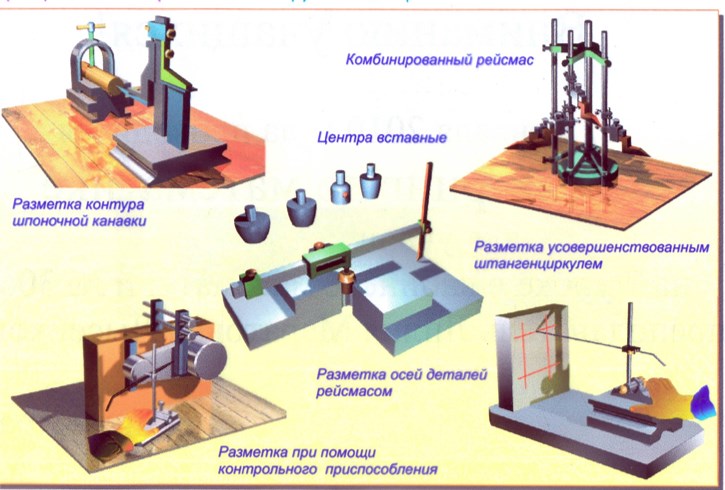 Комбинированный рейсмас
Центра вставные
Разметка контура
шпоночной канавки
Разметка усовершенствованным
штангенциркулем
Разметка осей деталей
рейсмасом
Разметка при помощи
контрольного приспособления